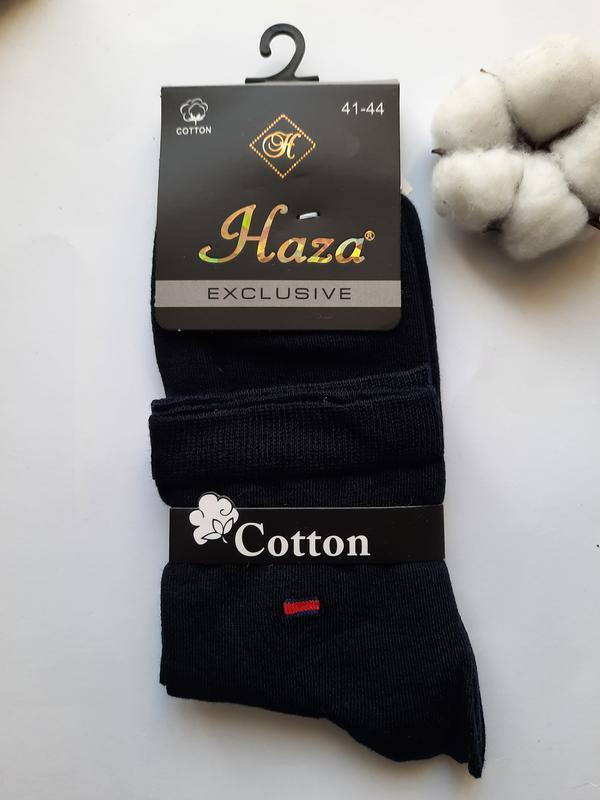 COTTON
41-44
H
Haza®
EXCLUSIVE
Cotton